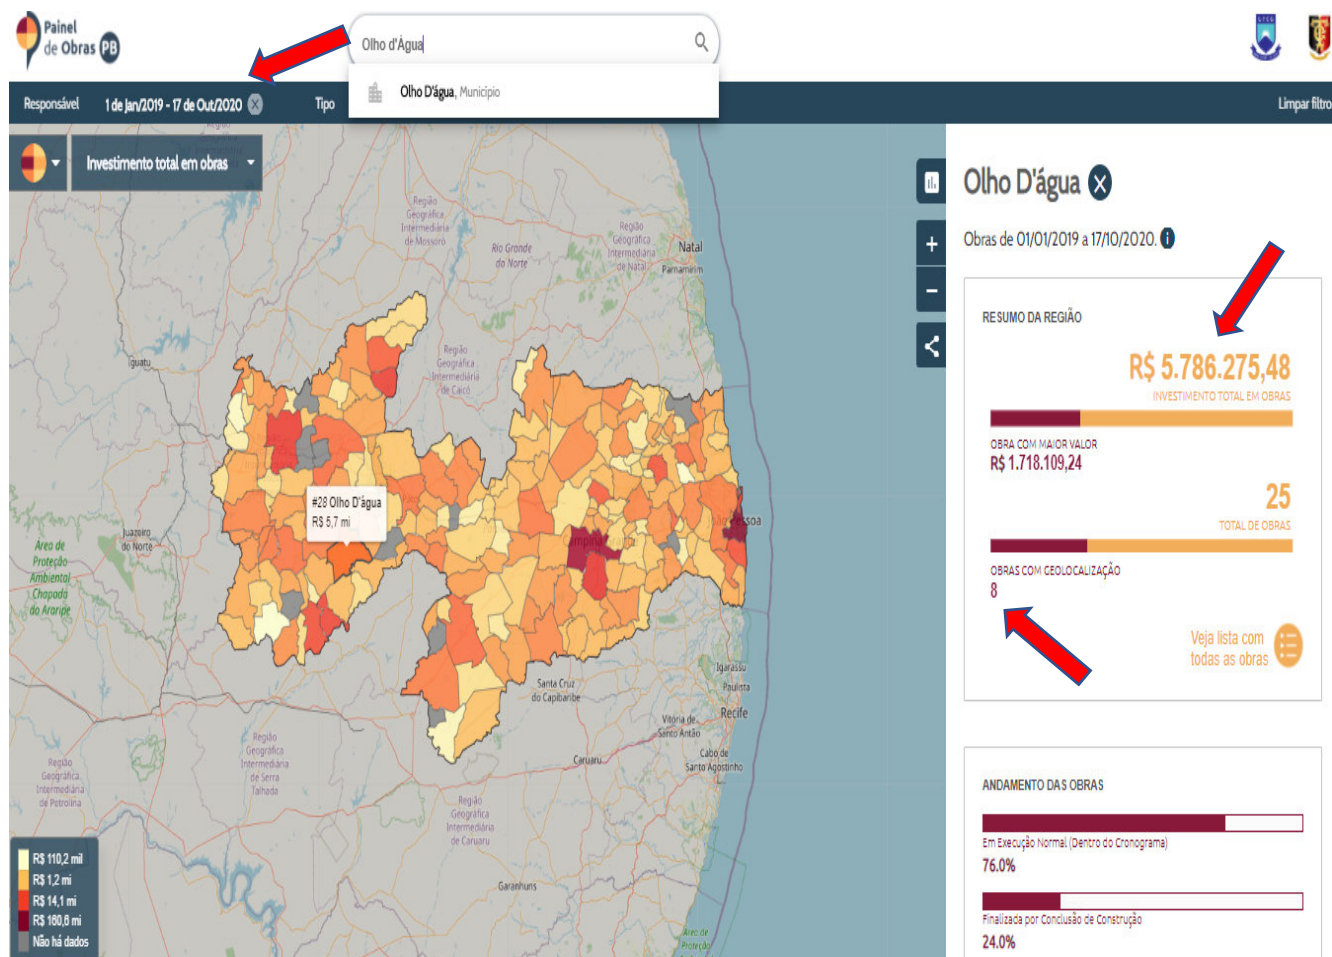 Painel
de Obras PB
Olho d'Água
Olho D'água, Município
UFCG
Responsável
1 de Jan/2019 - 17 de Out/2020
Tipo
Limpar filtro
Investimento total em obras
Olho D'água
Obras de 01/01/2019 a 17/10/2020.
RESUMO DA REGIÃO
R$ 5.786.275,48
INVESTIMENTO TOTAL EM OBRAS
OBRA COM MAIOR VALOR
R$ 1.718.109,24
25
TOTAL DE OBRAS
OBRAS COM GEOLOCALIZAÇÃO
8
Veja lista com
todas as obras
ANDAMENTO DAS OBRAS
Em Execução Normal (Dentro do Cronograma)
76.0%
Finalizada por Conclusão de Construção
24.0%
Região
Geográfica
Intermediária
de Mossoró
Rio Grande
do Norte
Região
Geográfica
Intermediária
de Natal
Natal
Parnamirim
Iguatu
Região
Geográfica
Intermediária
de Caicó
#28 Olho D'água
R$ 5,7 mi
Juazeiro
do Norte
Área de
Proteção
Ambiental
Chapada
do Araripe
Campina Grande
João Pessoa
Santa Cruz
do Capibaribe
Igarassu
Paulista
Recife
Vitória de
Santo Antão
Cabo de
Santo Agostinho
Caruaru
Região
Geográfica
Intermediária
de Serra
Talhada
Região
Geográfica
Intermediária
de Petrolina
Região
Geográfica
Intermediária
de Caruaru
Garanhuns
Área de
Proteção
R$ 110,2 mil
R$ 1,2 mi
R$ 14,1 mi
R$ 160,6 mi
Não há dados